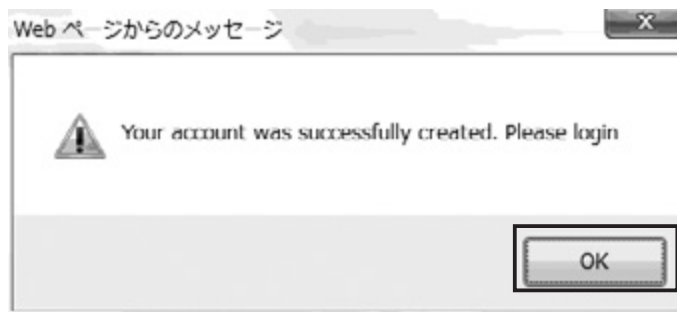 Web ページからのメッセージ
Your account was successfully created. Please login
OK